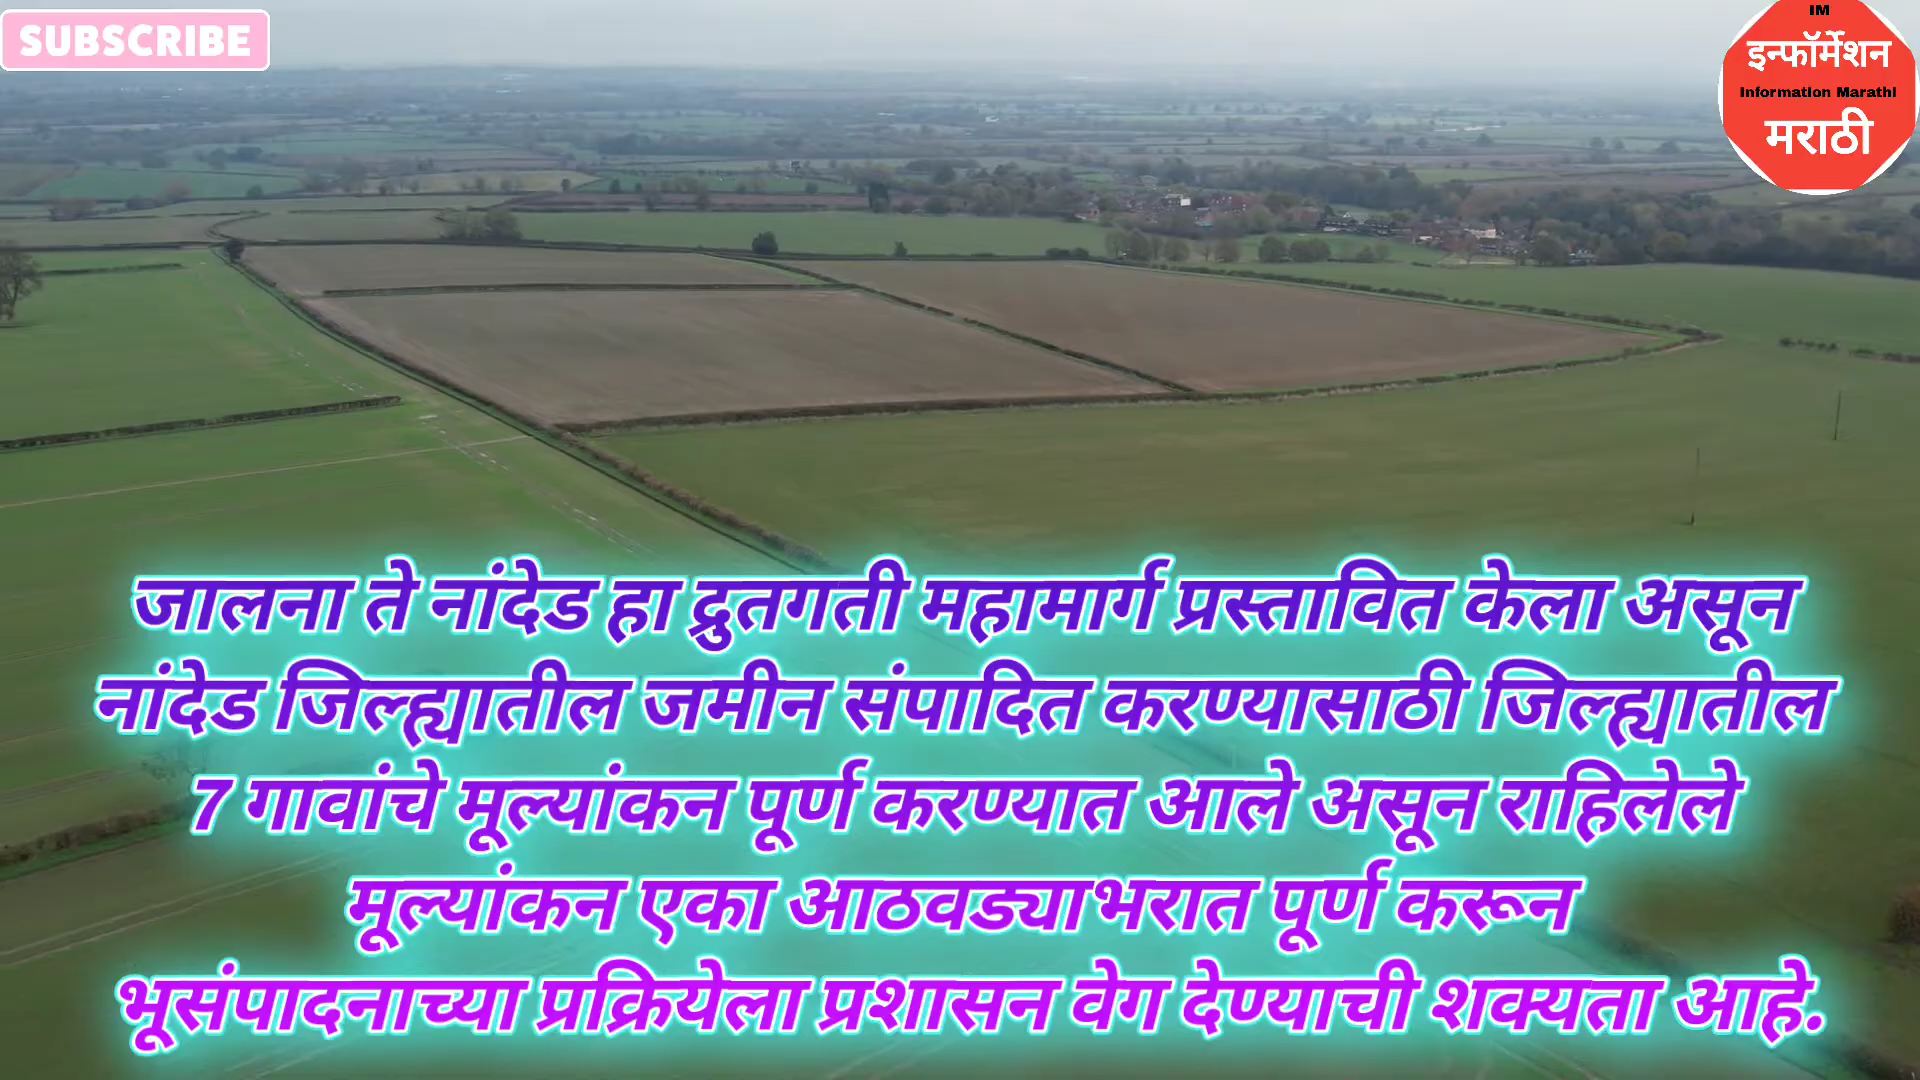 SUBSCRIBE
IM
इन्फॉर्मेशन
Information Marathi
मराठी
जालना ते नांदेड हा द्रुतगती महामार्ग प्रस्तावित केला असून
नांदेड जिल्ह्यातील जमीन संपादित करण्यासाठी जिल्ह्यातील
7 गावांचे मूल्यांकन पूर्ण करण्यात आले असून राहिलेले
मूल्यांकन एका आठवड्याभरात पूर्ण करून
भूसंपादनाच्या प्रक्रियेला प्रशासन वेग देण्याची शक्यता आहे.